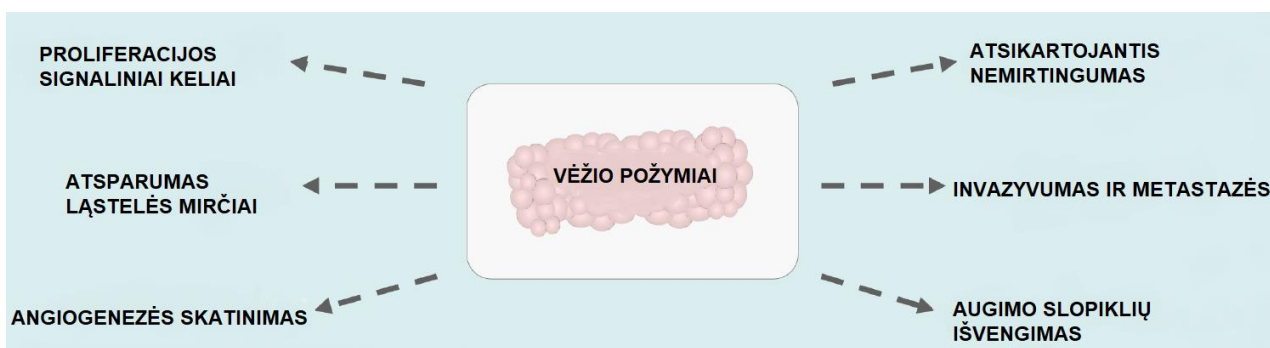 PROLIFERACIJOS
SIGNALINIAI KELIAI
ATSPARUMAS
LĄSTELĖS MIRČIAI
ANGIOGENEZĖS SKATINIMAS
VĖŽIO POŽYMIAI
ATSIKARTOJANTIS
NEMIRTINGUMAS
INVAZYVUMAS IR METASTAZĖS
AUGIMO SLOPIKLIŲ
IŠVENGIMAS